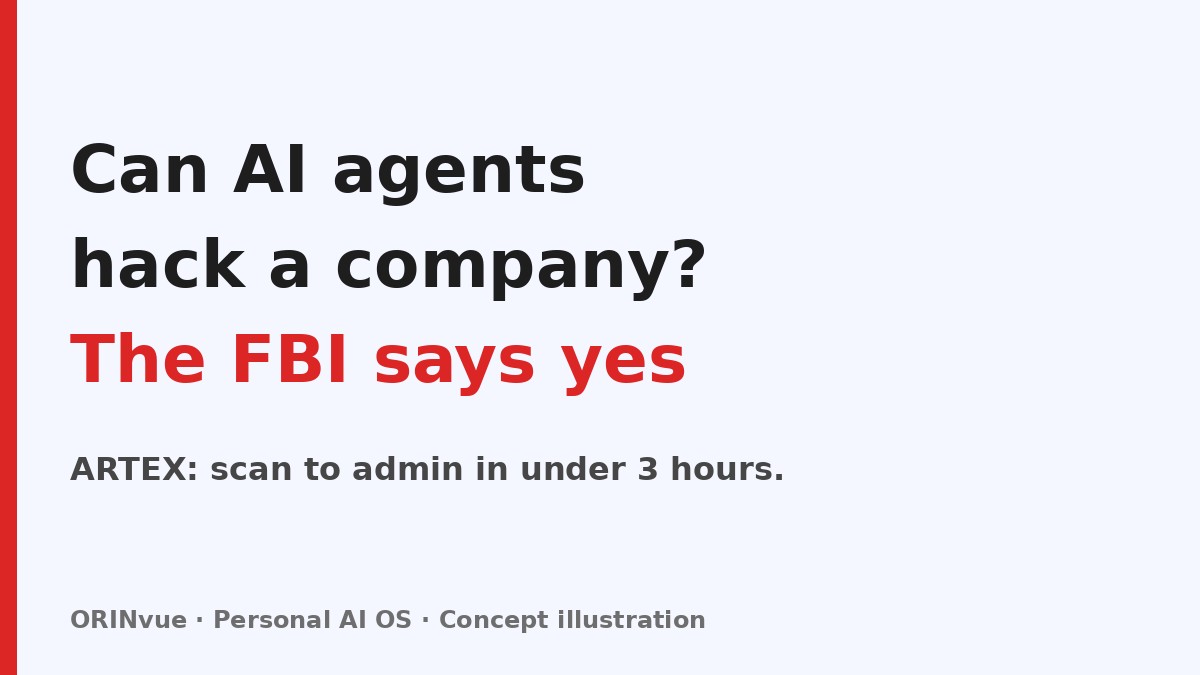 Can AI agents
hack a company?
The FBI says yes
ARTEX: scan to admin in under 3 hours.
ORINvue · Personal AI OS · Concept illustration